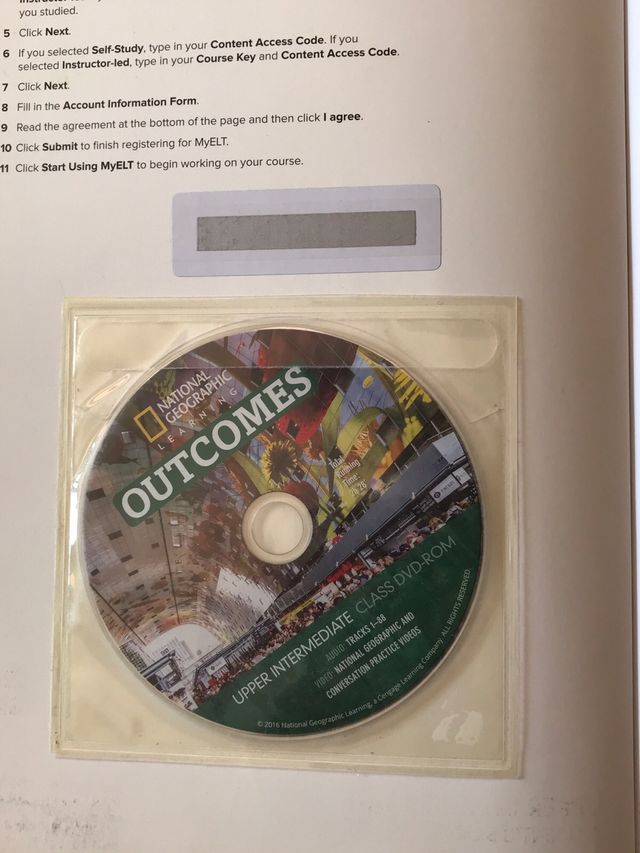 you studied.
5 Click Next.
6 If you selected Self-Study, type in your Content Access Code. If you
selected Instructor-led, type in your Course Key and Content Access Code.
7 Click Next.
8 Fill in the Account Information Form.
9 Read the agreement at the bottom of the page and then click I agree.
10 Click Submit to finish registering for MyELT.
11 Click Start Using MyELT to begin working on your course.
NATIONAL
GEOGRAPHIC
LEARNING
OUTCOMES
Total
Running
Time:
UPPER INTERMEDIATE CLASS DVD-ROM
AUDIO: TRACKS 1–88
VIDEO: NATIONAL GEOGRAPHIC AND
CONVERSATION PRACTICE VIDEOS
© 2016 National Geographic Learning, a Cengage Learning Company. ALL RIGHTS RESERVED.